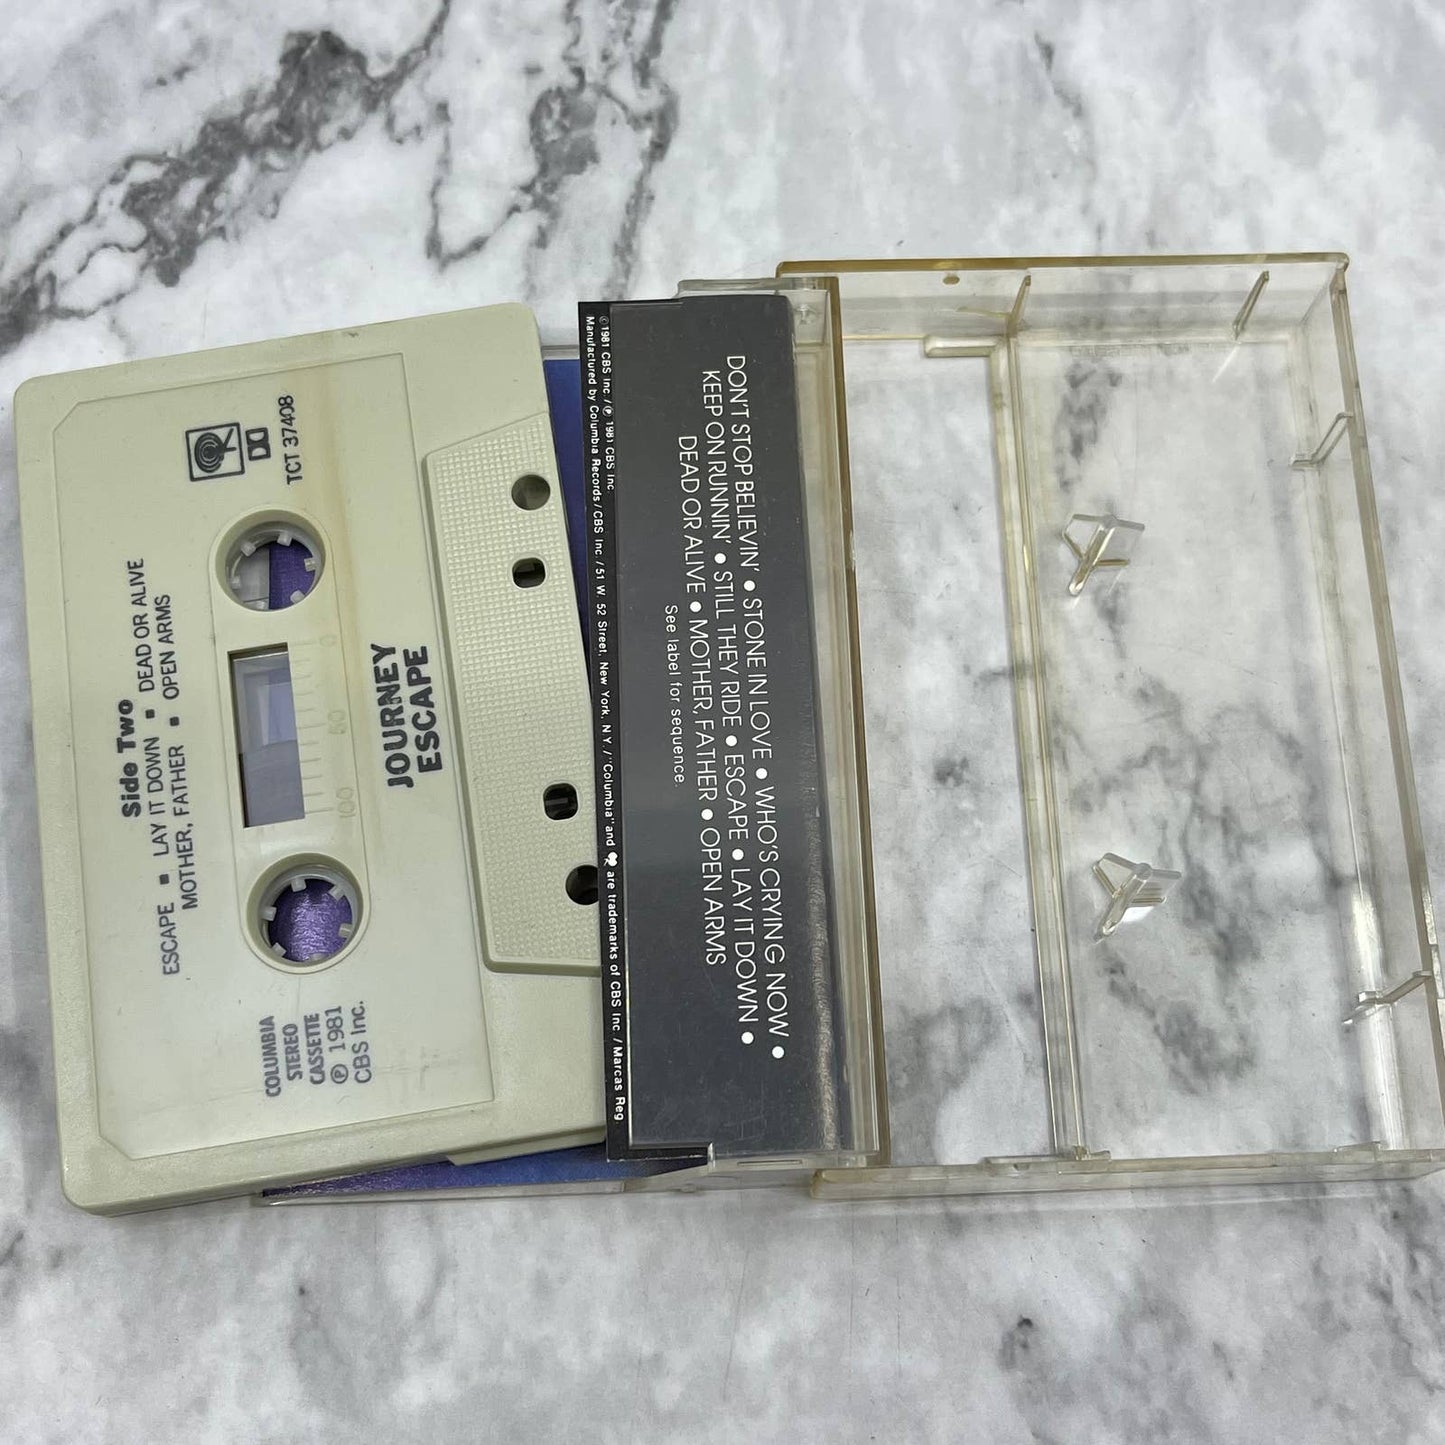 TCT 37408
JOURNEY
ESCAPE
0 50 100
Side Two
ESCAPE ■ LAY IT DOWN ■ DEAD OR ALIVE
MOTHER, FATHER ■ OPEN ARMS
COLUMBIA
STEREO
CASSETTE
Ⓟ 1981
CBS Inc.
DON'T STOP BELIEVIN' • STONE IN LOVE • WHO'S CRYING NOW •
KEEP ON RUNNIN' • STILL THEY RIDE • ESCAPE • LAY IT DOWN •
DEAD OR ALIVE • MOTHER, FATHER • OPEN ARMS
See label for sequence.
© 1981 CBS Inc. / Ⓟ 1981 CBS Inc.
Manufactured by Columbia Records / CBS Inc. / 51 W. 52 Street, New York, N.Y. / "Columbia" and are trademarks of CBS Inc. / Marcas Reg